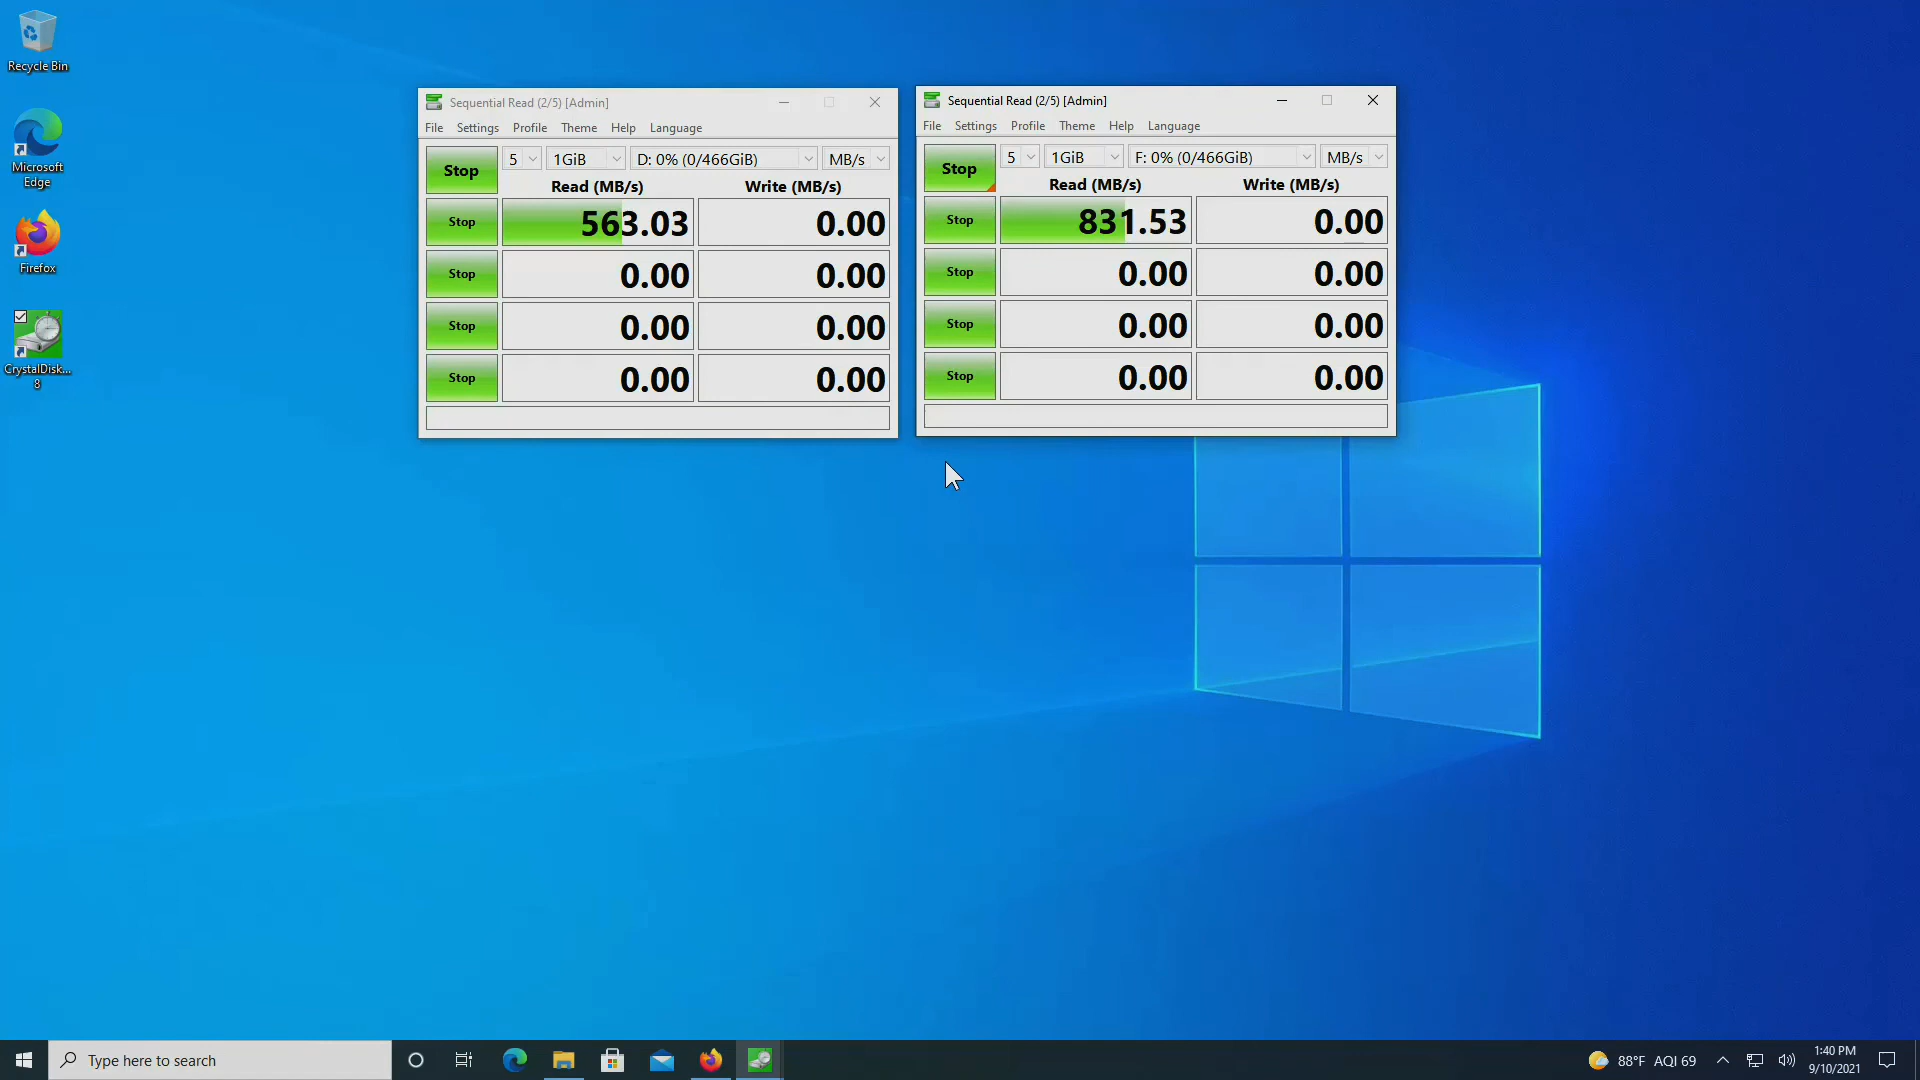 Recycle Bin
Microsoft
Edge
Firefox
CrystalDisk...
8
Sequential Read (2/5) [Admin]
File Settings Profile Theme Help Language
Stop 5 1GiB D: 0% (0/466GiB) MB/s
Read (MB/s) Write (MB/s)
Stop 563.03 0.00
Stop 0.00 0.00
Stop 0.00 0.00
Stop 0.00 0.00
Sequential Read (2/5) [Admin]
File Settings Profile Theme Help Language
Stop 5 1GiB F: 0% (0/466GiB) MB/s
Read (MB/s) Write (MB/s)
Stop 831.53 0.00
Stop 0.00 0.00
Stop 0.00 0.00
Stop 0.00 0.00
Type here to search
88°F AQI 69
1:40 PM
9/10/2021